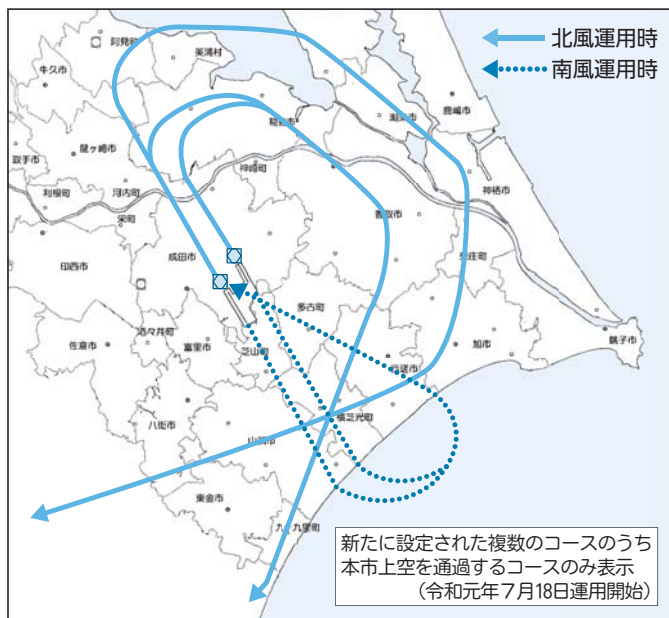 北風運用時
南風運用時
阿見町
美浦村
牛久市
稲敷市
潮来市
鹿嶋市
龍ヶ崎市
取手市
神崎町
利根町
河内町
神栖市
栄町
香取市
東庄町
成田市
印西市
多古町
銚子市
酒々井町
佐倉市
富里市
芝山町
旭市
匝瑳市
八街市
横芝光町
山武市
東金市
九十九里町
新たに設定された複数のコースのうち
本市上空を通過するコースのみ表示
(令和元年7月18日運用開始)